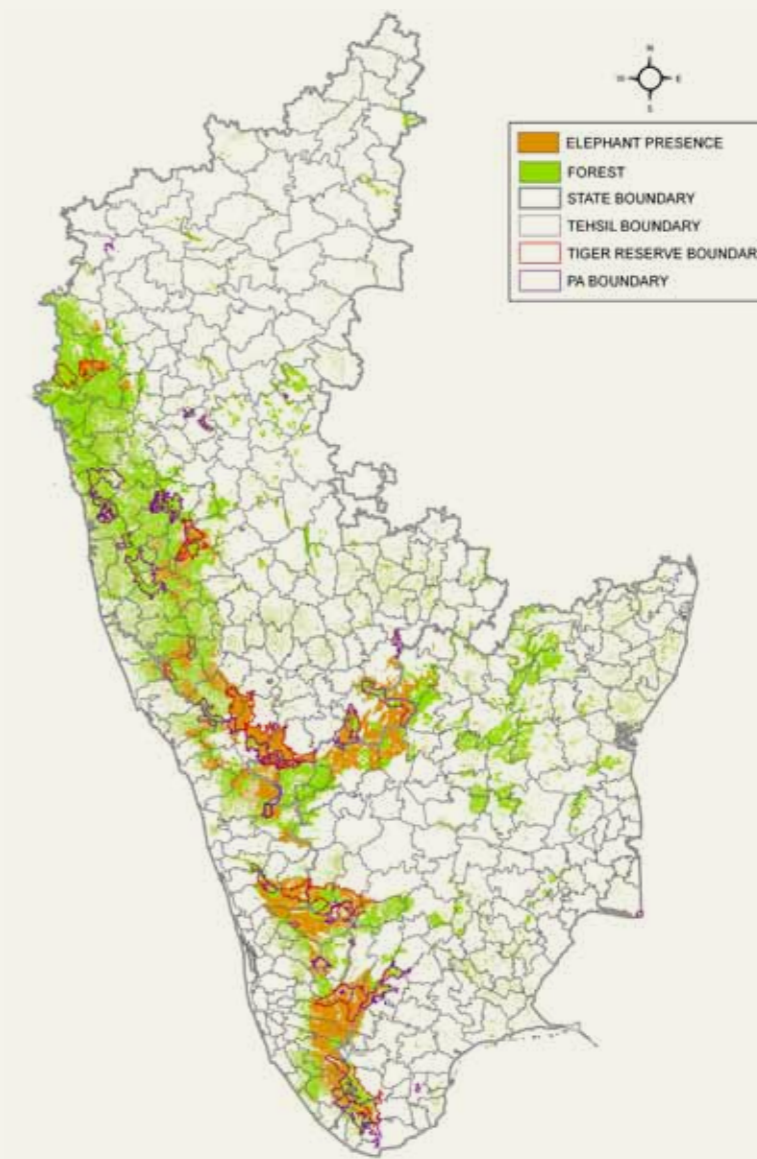 N
W E
S
ELEPHANT PRESENCE
FOREST
STATE BOUNDARY
TEHSIL BOUNDARY
TIGER RESERVE BOUNDAR
PA BOUNDARY